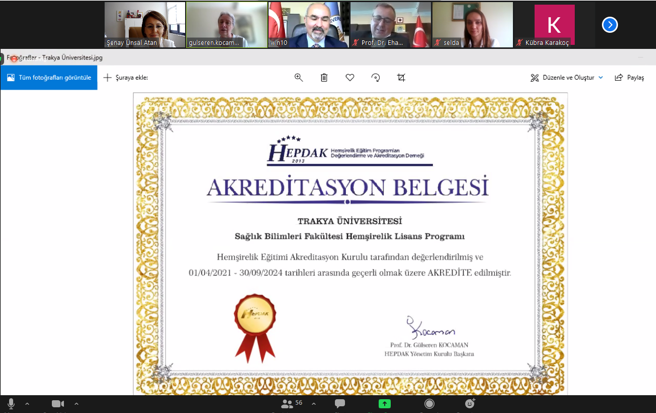 Şenay Ünsal Atan
gulseren.kocam...
win10
Prof. Dr. Erha...
selda
Kübra Karakoç
K
Fotoğraflar - Trakya Üniversitesi.jpg
Tüm fotoğrafları görüntüle
Şuraya ekle:
Düzenle ve Oluştur
Paylaş
HEPDAK
2012
Hemşirelik Eğitim Programları
Değerlendirme ve Akreditasyon Derneği
AKREDİTASYON BELGESİ
TRAKYA ÜNİVERSİTESİ
Sağlık Bilimleri Fakültesi Hemşirelik Lisans Programı
Hemşirelik Eğitimi Akreditasyon Kurulu tarafından değerlendirilmiş ve
01/04/2021 - 30/09/2024 tarihleri arasında geçerli olmak üzere AKREDİTE edilmiştir.
HEPDAK
Kocaman
Prof. Dr. Gülseren KOCAMAN
HEPDAK Yönetim Kurulu Başkanı
56